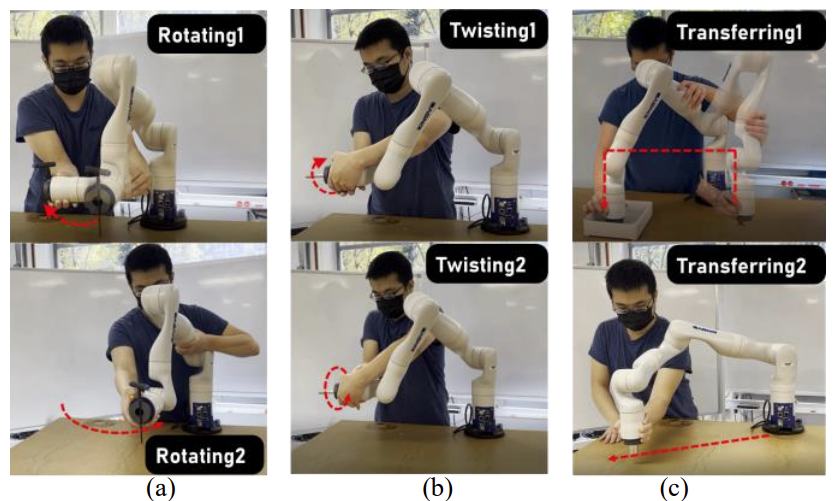 Rotating1
Twisting1
Transferring1
Rotating2
Twisting2
Transferring2
(a)
(b)
(c)